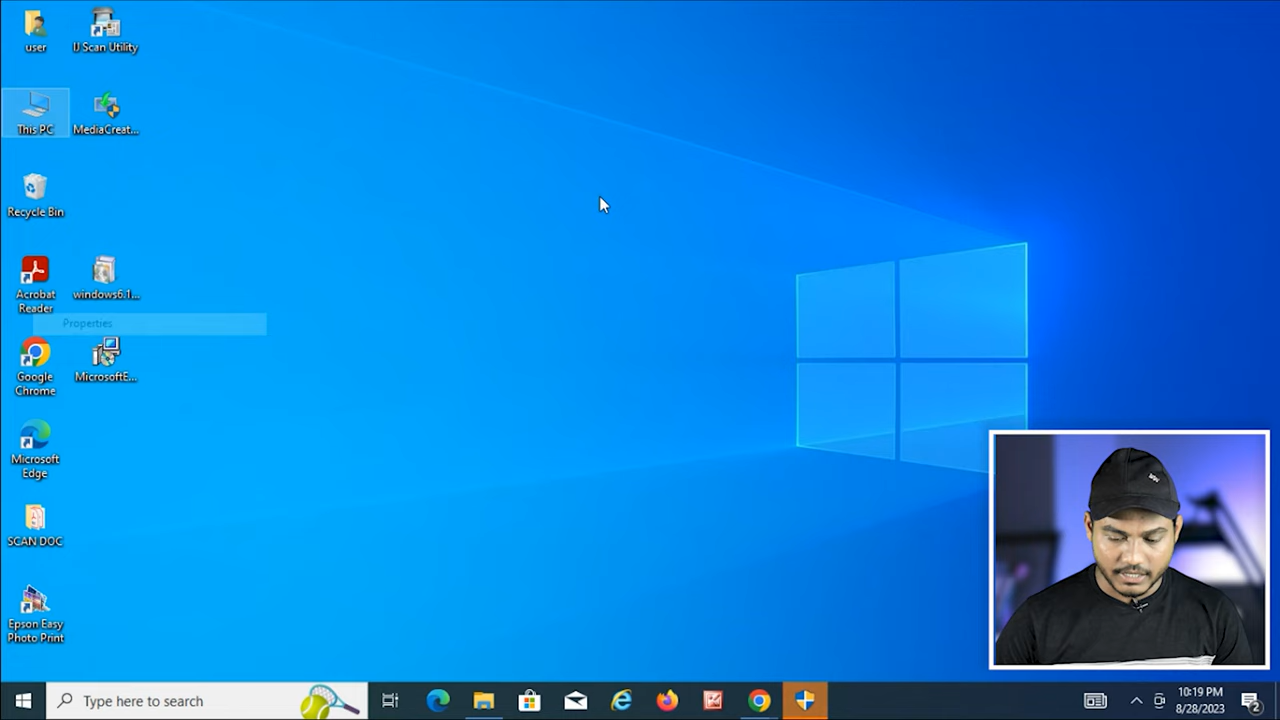 user
IJ Scan Utility
This PC
MediaCreat...
Recycle Bin
Acrobat
Reader
windows6.1...
Properties
Google
Chrome
MicrosoftE...
Microsoft
Edge
SCAN DOC
Epson Easy
Photo Print
Type here to search
10:19 PM
8/28/2023
2